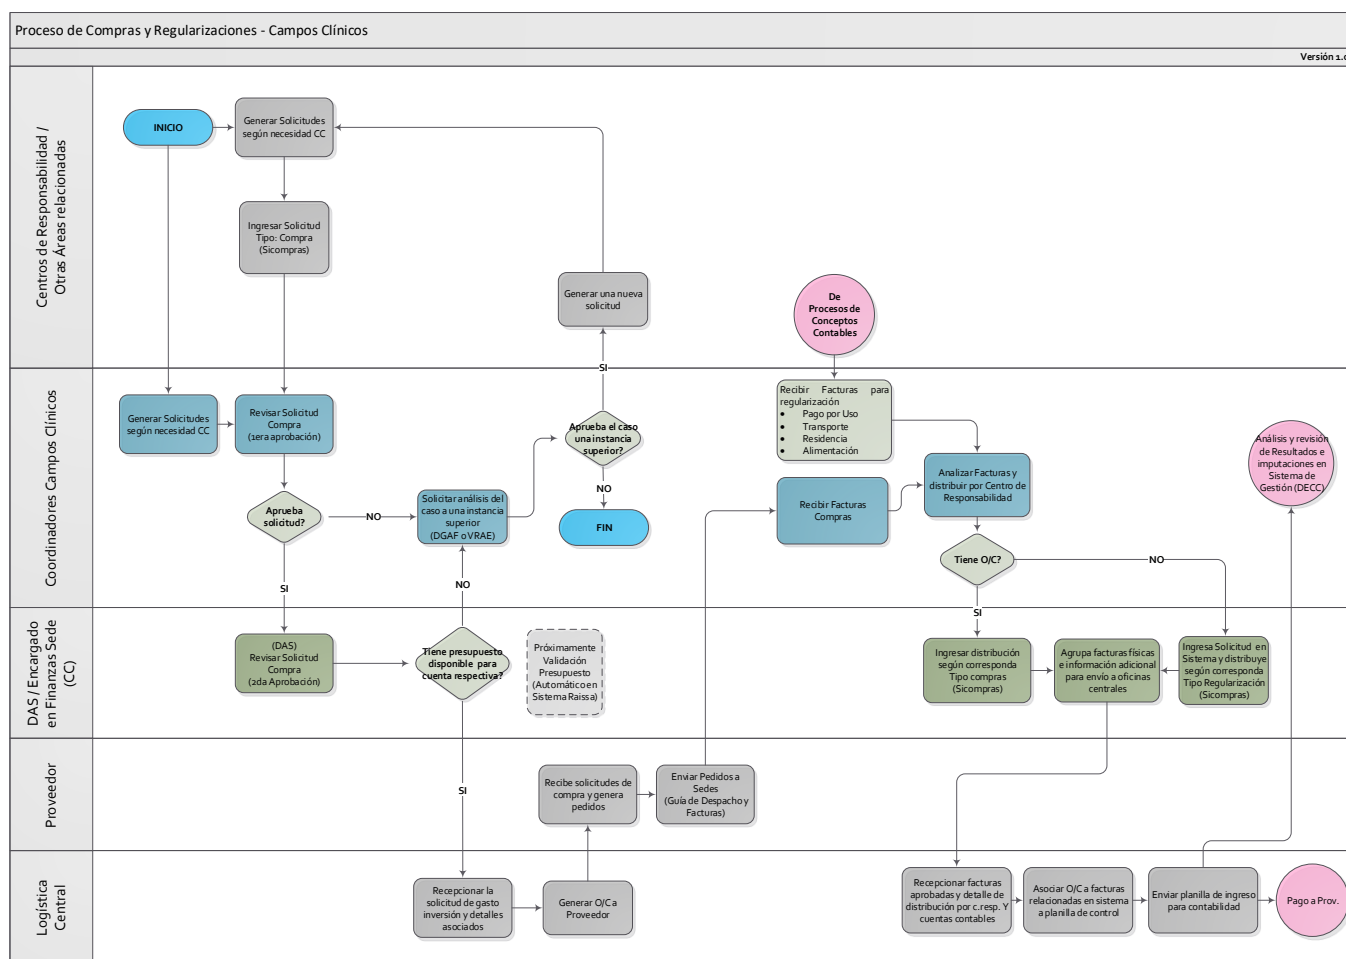 Proceso de Compras y Regularizaciones - Campos Clínicos
Versión 1.0
Centros de Responsabilidad /
Otras Áreas relacionadas
INICIO
Generar Solicitudes
según necesidad CC
Ingresar Solicitud
Tipo: Compra
(Sicompras)
Generar una nueva
solicitud
De
Procesos de
Conceptos
Contables
SI
Coordinadores Campos Clínicos
Generar Solicitudes
según necesidad CC
Revisar Solicitud
Compra
(1era aprobación)
Aprueba
solicitud?
NO
SI
Solicitar análisis del
caso a una instancia
superior
(DGAF o VRAE)
NO
Aprueba el caso
una instancia
superior?
NO
FIN
Recibir Facturas para
regularización
• Pago por Uso
• Transporte
• Residencia
• Alimentación
Recibir Facturas
Compras
Analizar Facturas y
distribuir por Centro de
Responsabilidad
Tiene O/C?
NO
SI
Análisis y revisión
de Resultados e
imputaciones en
Sistema de
Gestión (DECC)
DAS / Encargado
en Finanzas Sede
(CC)
(DAS)
Revisar Solicitud
Compra
(2da Aprobación)
Tiene presupuesto
disponible para
cuenta respectiva?
Próximamente
Validación
Presupuesto
(Automático en
Sistema Raissa)
Ingresar distribución
según corresponda
Tipo compras
(Sicompras)
Agrupa facturas físicas
e información adicional
para envío a oficinas
centrales
Ingresa Solicitud en
Sistema y distribuye
según corresponda
Tipo Regularización
(Sicompras)
Proveedor
SI
Recibe solicitudes de
compra y genera
pedidos
Enviar Pedidos a
Sedes
(Guía de Despacho y
Facturas)
Logística
Central
Recepcionar la
solicitud de gasto
inversión y detalles
asociados
Generar O/C a
Proveedor
Recepcionar facturas
aprobadas y detalle de
distribución por c.resp. Y
cuentas contables
Asociar O/C a facturas
relacionadas en sistema
a planilla de control
Enviar planilla de ingreso
para contabilidad
Pago a Prov.